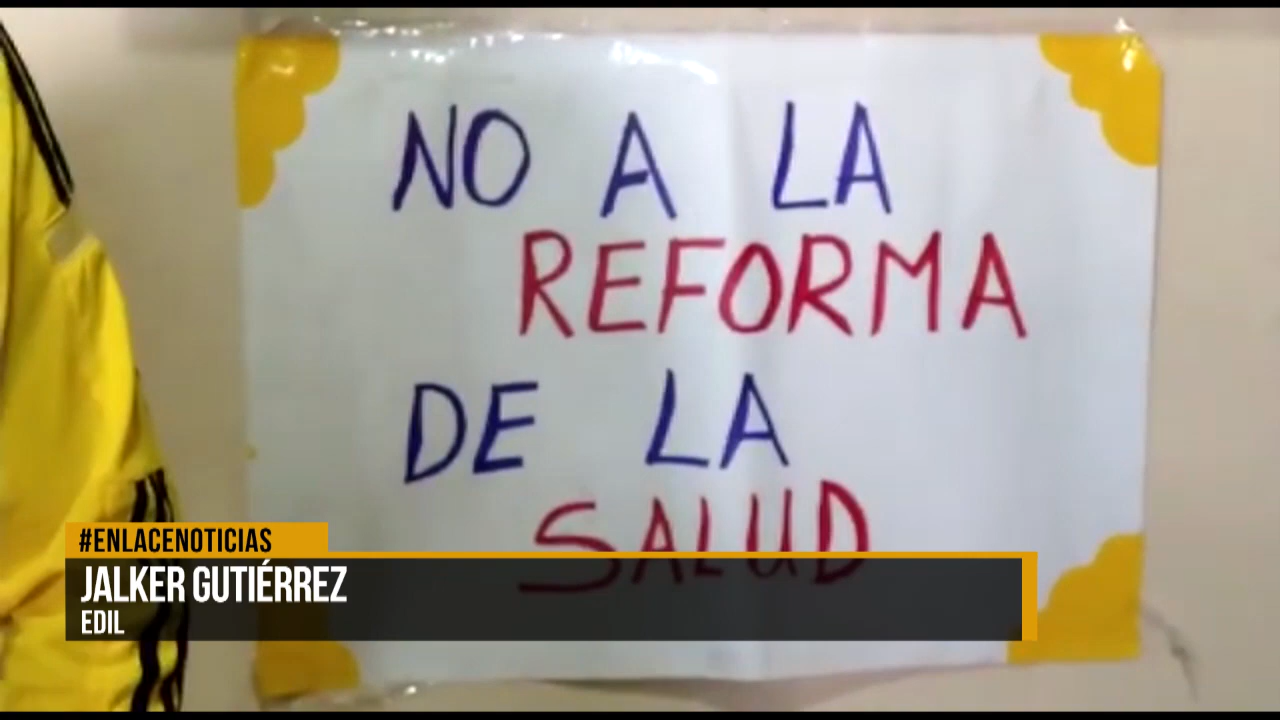 NO A LA
REFORMA
DE LA
SALUD
#ENLACENOTICIAS
JALKER GUTIÉRREZ
EDIL